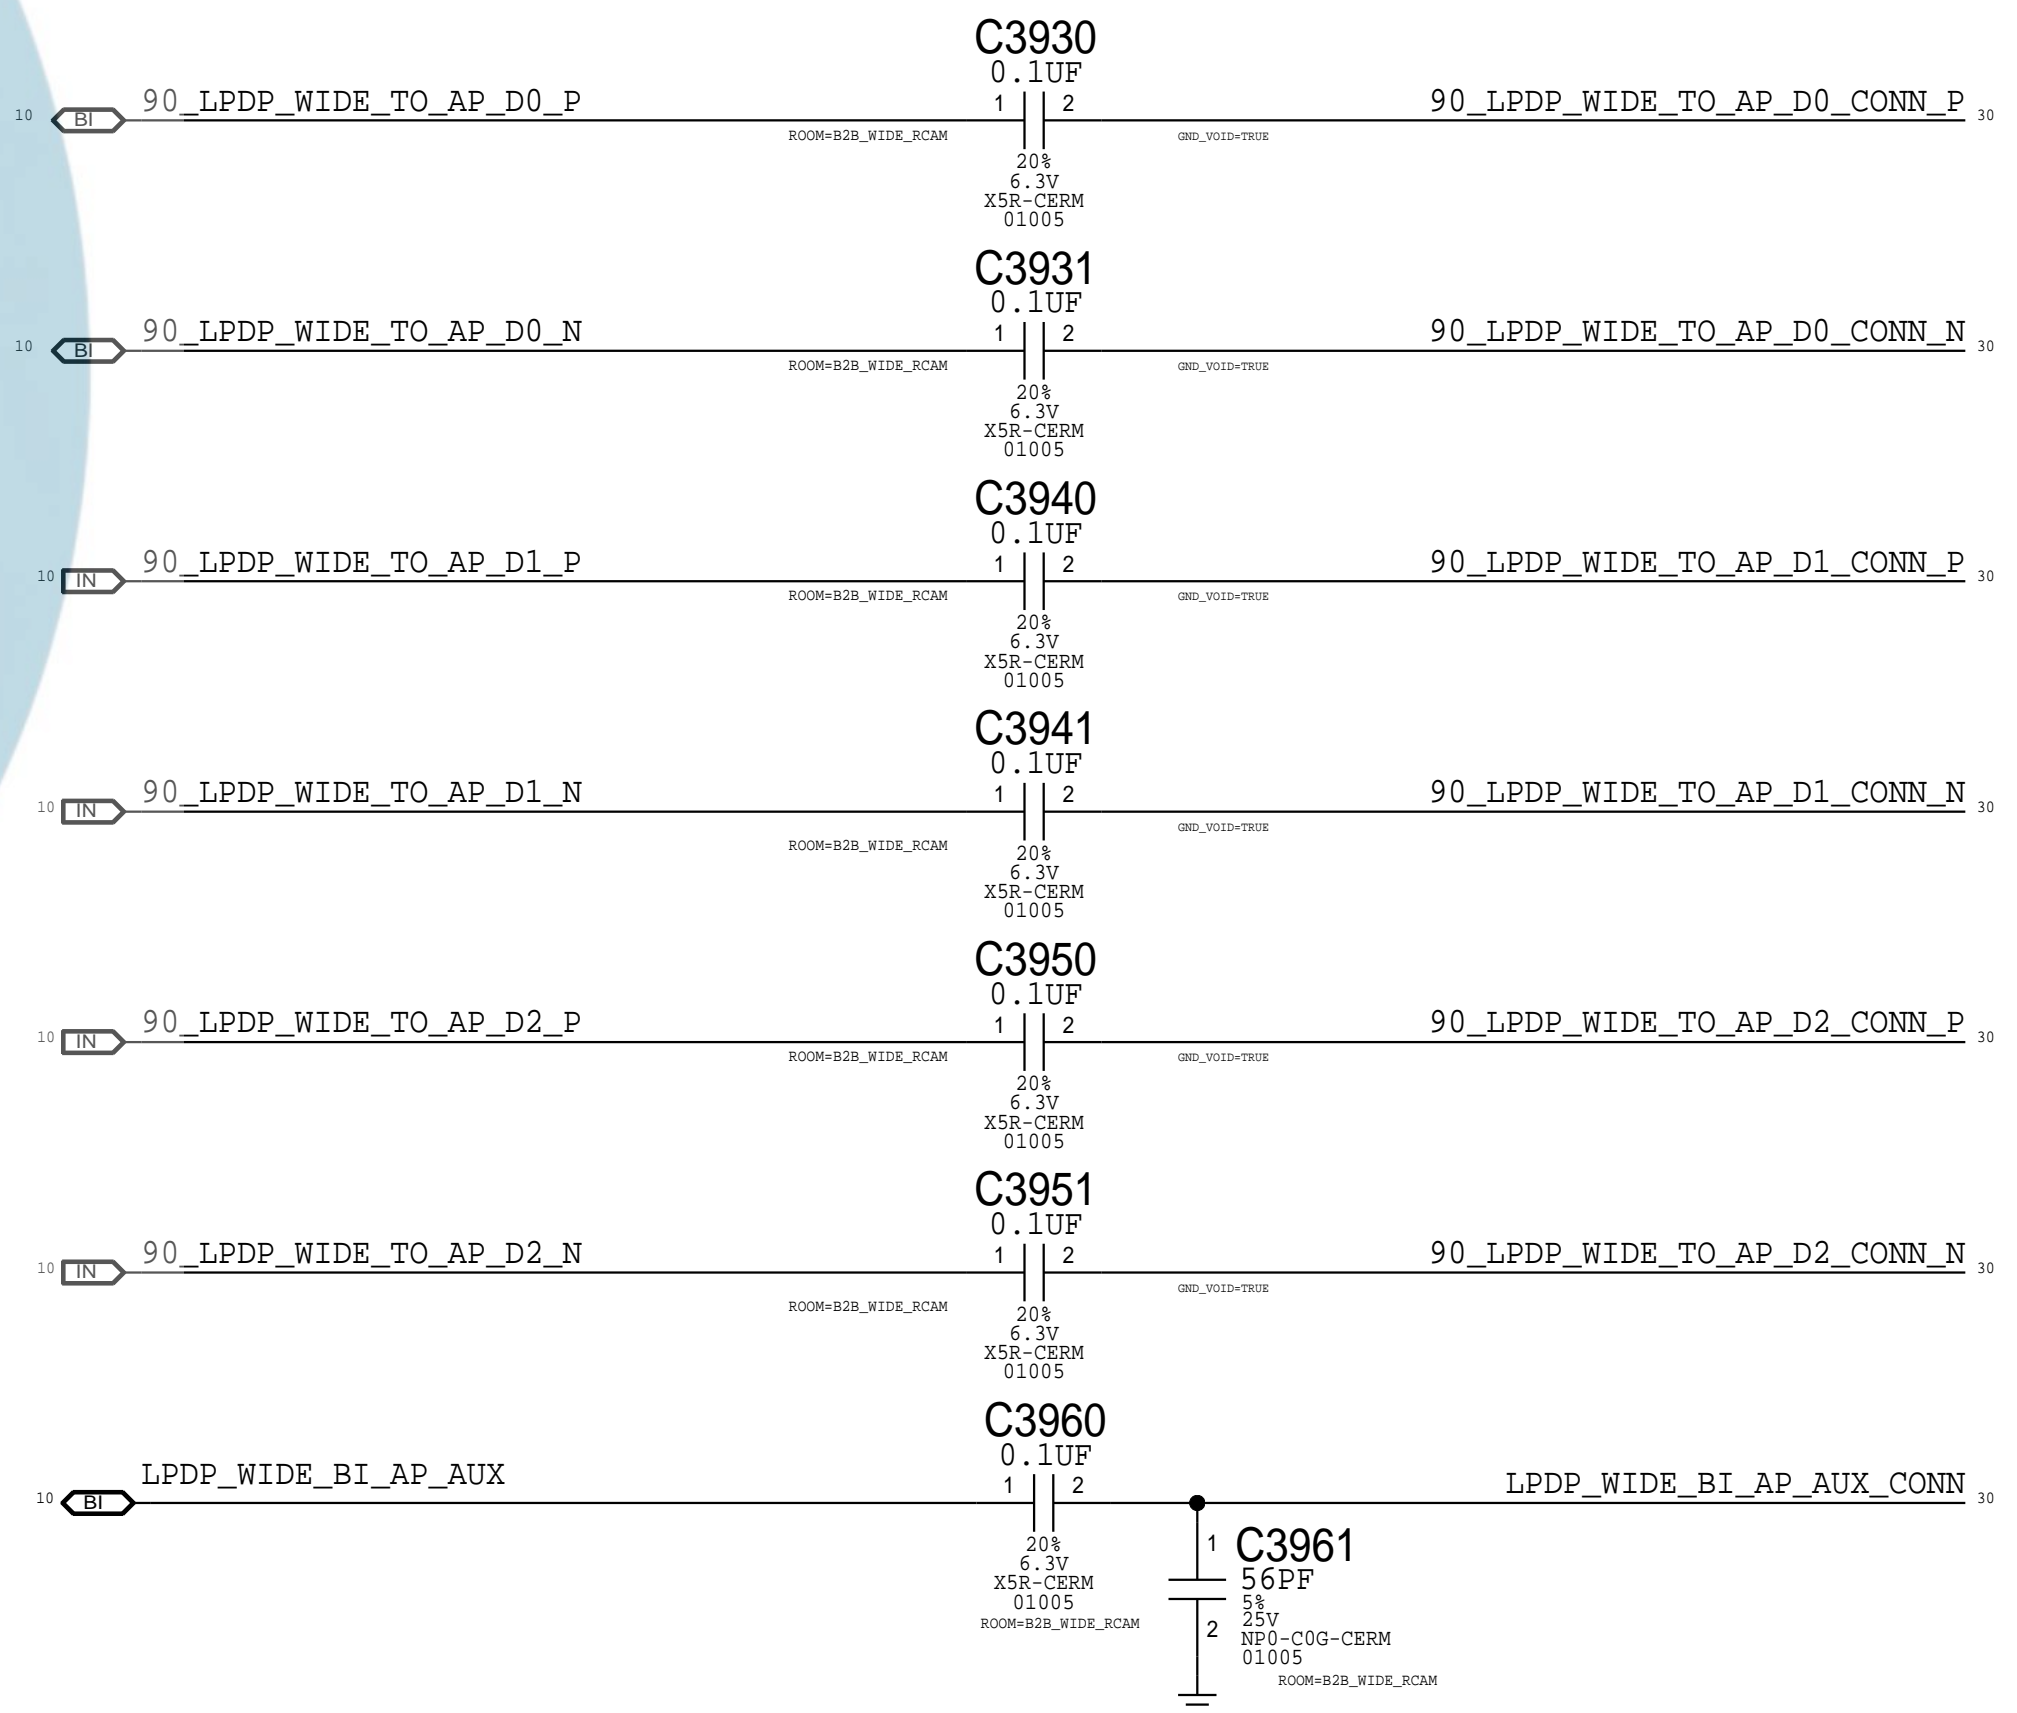 C3930
0.1UF
10 BI 90_LPDP_WIDE_TO_AP_D0_P 1 2 90_LPDP_WIDE_TO_AP_D0_CONN_P 30
ROOM=B2B_WIDE_RCAM GND_VOID=TRUE
20%
6.3V
X5R-CERM
01005
C3931
0.1UF
10 BI 90_LPDP_WIDE_TO_AP_D0_N 1 2 90_LPDP_WIDE_TO_AP_D0_CONN_N 30
ROOM=B2B_WIDE_RCAM GND_VOID=TRUE
20%
6.3V
X5R-CERM
01005
C3940
0.1UF
10 IN 90_LPDP_WIDE_TO_AP_D1_P 1 2 90_LPDP_WIDE_TO_AP_D1_CONN_P 30
ROOM=B2B_WIDE_RCAM GND_VOID=TRUE
20%
6.3V
X5R-CERM
01005
C3941
0.1UF
10 IN 90_LPDP_WIDE_TO_AP_D1_N 1 2 90_LPDP_WIDE_TO_AP_D1_CONN_N 30
ROOM=B2B_WIDE_RCAM GND_VOID=TRUE
20%
6.3V
X5R-CERM
01005
C3950
0.1UF
10 IN 90_LPDP_WIDE_TO_AP_D2_P 1 2 90_LPDP_WIDE_TO_AP_D2_CONN_P 30
ROOM=B2B_WIDE_RCAM GND_VOID=TRUE
20%
6.3V
X5R-CERM
01005
C3951
0.1UF
10 IN 90_LPDP_WIDE_TO_AP_D2_N 1 2 90_LPDP_WIDE_TO_AP_D2_CONN_N 30
ROOM=B2B_WIDE_RCAM GND_VOID=TRUE
20%
6.3V
X5R-CERM
01005
C3960
0.1UF
10 BI LPDP_WIDE_BI_AP_AUX 1 2 LPDP_WIDE_BI_AP_AUX_CONN 30
20%
6.3V
X5R-CERM
01005
ROOM=B2B_WIDE_RCAM
1 C3961
56PF
5%
25V
2 NP0-C0G-CERM
01005
ROOM=B2B_WIDE_RCAM